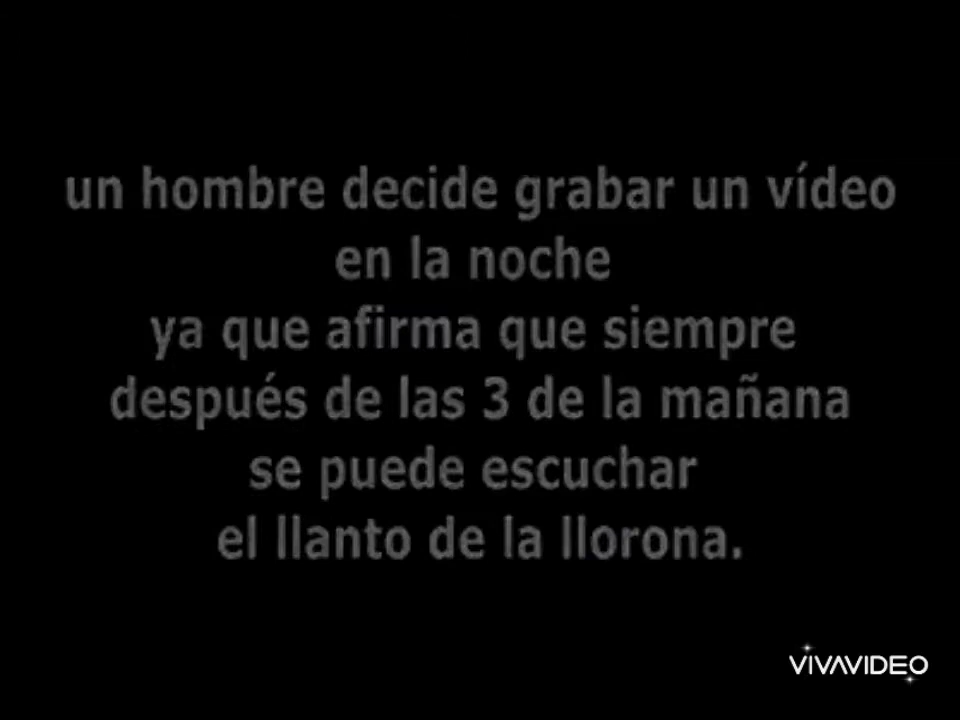 un hombre decide grabar un vídeo
en la noche
ya que afirma que siempre
después de las 3 de la mañana
se puede escuchar
el llanto de la llorona.
VIVAVIDEO